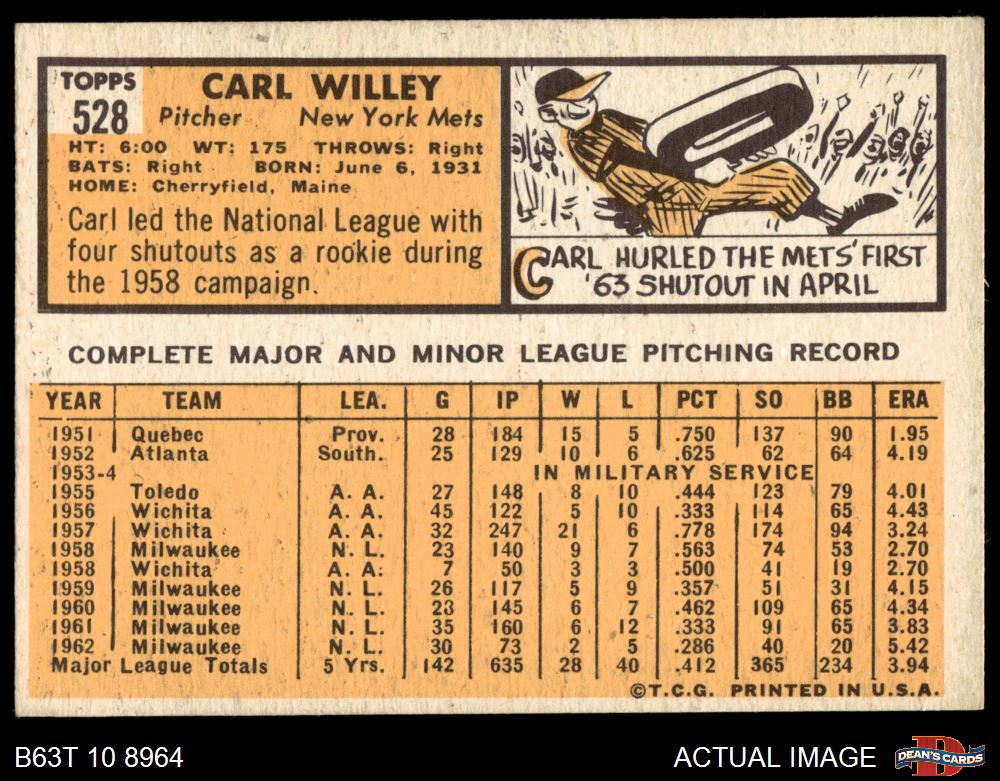 TOPPS
528
CARL WILLEY
Pitcher New York Mets
HT: 6:00 WT: 175 THROWS: Right
BATS: Right BORN: June 6, 1931
HOME: Cherryfield, Maine
Carl led the National League with
four shutouts as a rookie during
the 1958 campaign.
CARL HURLED THE METS' FIRST
'63 SHUTOUT IN APRIL
COMPLETE MAJOR AND MINOR LEAGUE PITCHING RECORD
YEAR TEAM LEA. G IP W L PCT SO BB ERA
1951 Quebec Prov. 28 184 15 5 .750 137 90 1.95
1952 Atlanta South. 25 129 10 6 .625 62 64 4.19
1953-4 IN MILITARY SERVICE
1955 Toledo A. A. 27 148 8 10 .444 123 79 4.01
1956 Wichita A. A. 45 122 5 10 .333 114 65 4.43
1957 Wichita A. A. 32 247 21 6 .778 174 94 3.24
1958 Milwaukee N. L. 23 140 9 7 .563 74 53 2.70
1958 Wichita A. A. 7 50 3 3 .500 41 19 2.70
1959 Milwaukee N. L. 26 117 5 9 .357 51 31 4.15
1960 Milwaukee N. L. 23 145 6 7 .462 109 65 4.34
1961 Milwaukee N. L. 35 160 6 12 .333 91 65 3.83
1962 Milwaukee N. L. 30 73 2 5 .286 40 20 5.42
Major League Totals 5 Yrs. 142 635 28 40 .412 365 234 3.94
©T.C.G. PRINTED IN U.S.A.
B63T 10 8964 ACTUAL IMAGE
DEAN'S CARDS